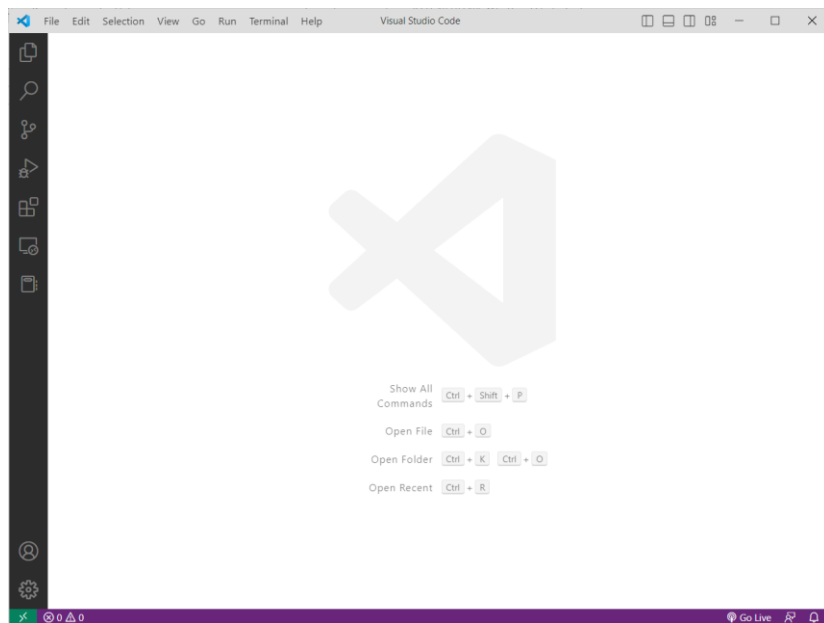 File Edit Selection View Go Run Terminal Help Visual Studio Code
Show All
Commands Ctrl + Shift + P
Open File Ctrl + O
Open Folder Ctrl + K Ctrl + O
Open Recent Ctrl + R
0 0 Go Live